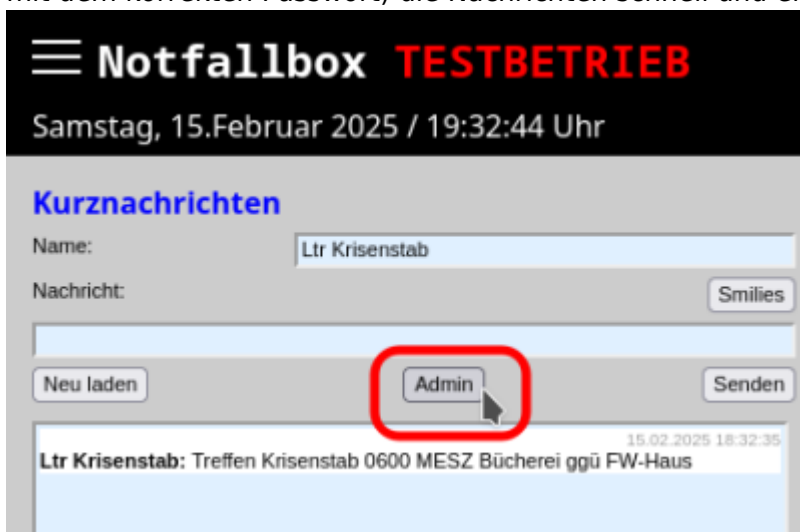 Notfallbox TESTBETRIEB
Samstag, 15.Februar 2025 / 19:32:44 Uhr
Kurznachrichten
Name: Ltr Krisenstab
Nachricht: Smilies
Neu laden Admin Senden
15.02.2025 18:32:35
Ltr Krisenstab: Treffen Krisenstab 0600 MESZ Bücherei ggü FW-Haus